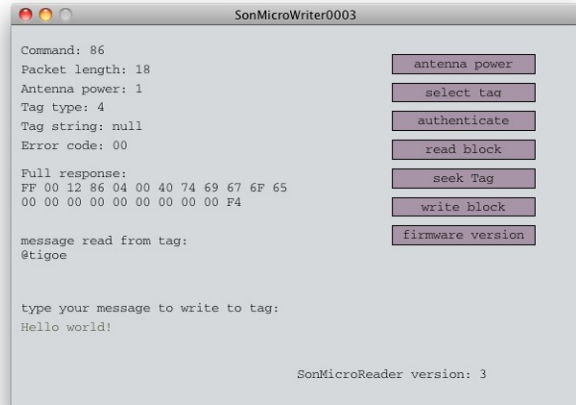 SonMicroWriter0003
Command: 86
Packet length: 18
Antenna power: 1
Tag type: 4
Tag string: null
Error code: 00
Full response:
FF 00 12 86 04 00 40 74 69 67 6F 65
00 00 00 00 00 00 00 00 00 F4
message read from tag:
@tigoe
type your message to write to tag:
Hello world!
antenna power
select tag
authenticate
read block
seek Tag
write block
firmware version
SonMicroReader version: 3